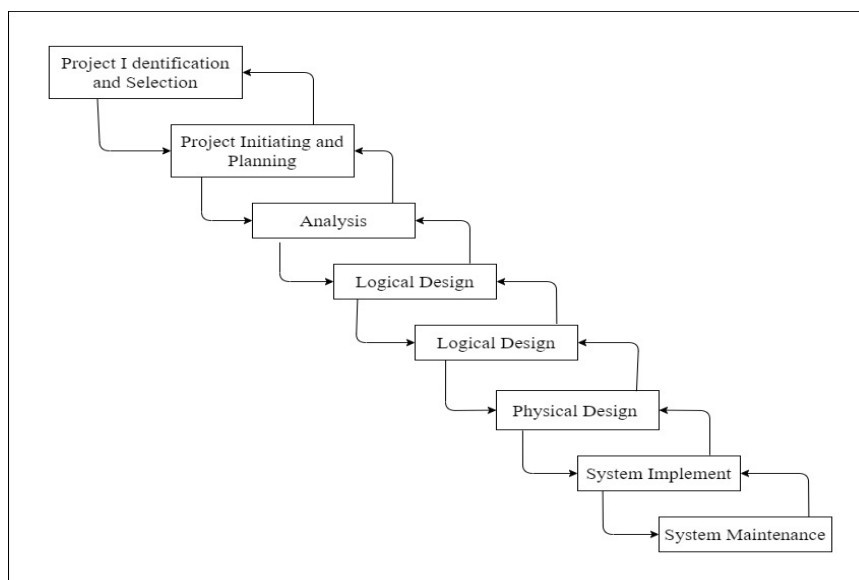 Project I dentification
and Selection
Project Initiating and
Planning
Analysis
Logical Design
Logical Design
Physical Design
System Implement
System Maintenance